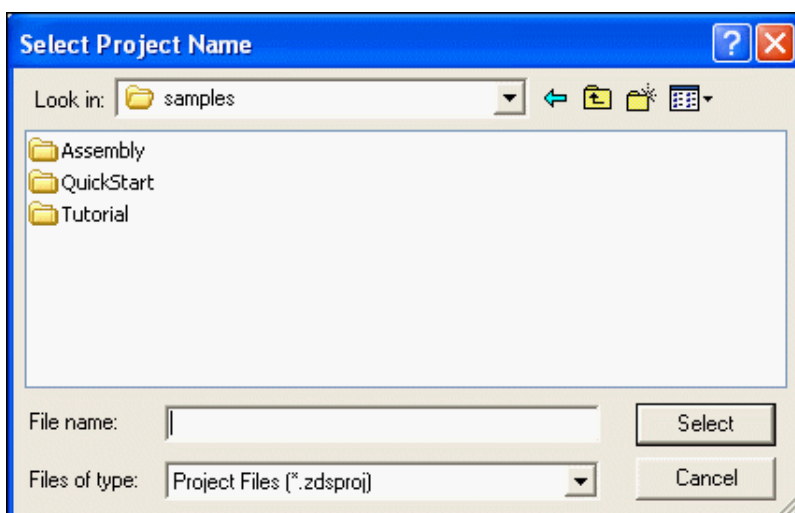 Select Project Name
Look in: samples
Assembly
QuickStart
Tutorial
File name: Select
Files of type: Project Files (*.zdsproj) Cancel